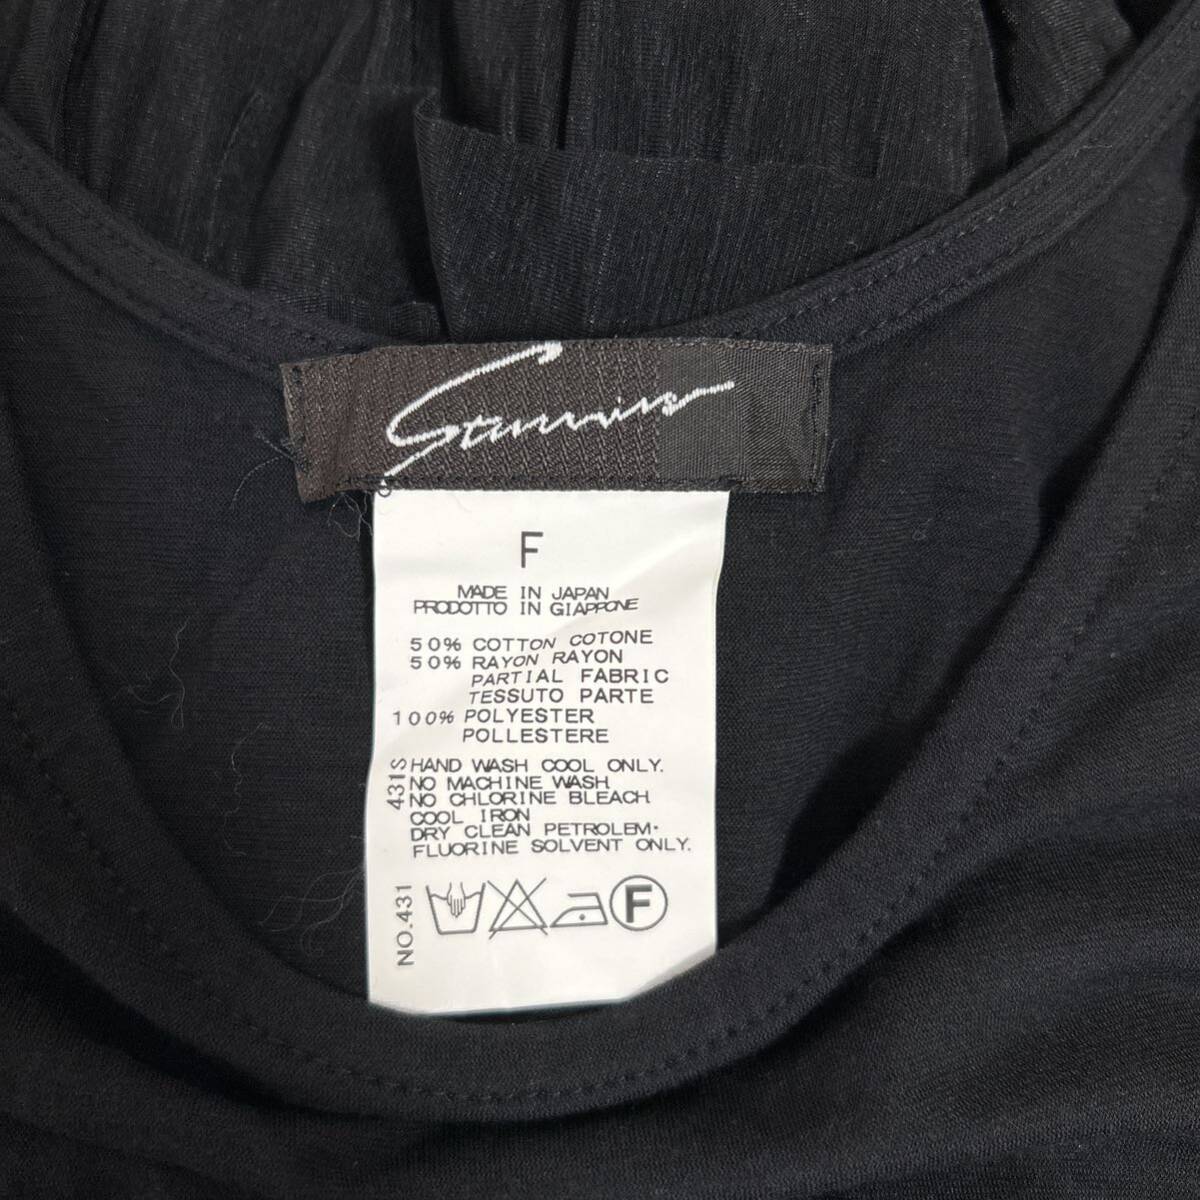 F
MADE IN JAPAN
PRODOTTO IN GIAPPONE
50% COTTON COTONE
50% RAYON RAYON
PARTIAL FABRIC
TESSUTO PARTE
100% POLYESTER
POLLESTERE
HAND WASH COOL ONLY.
NO MACHINE WASH
NO CHLORINE BLEACH
COOL IRON
DRY CLEAN PETROLEM·
FLUORINE SOLVENT ONLY.
F
NO.431 431S